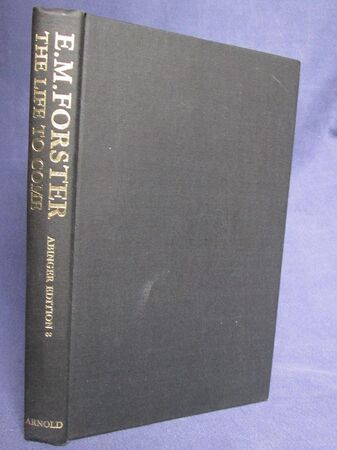 E.M.FORSTER
THE LIFE TO COME
ABINGER EDITION 8
ARNOLD